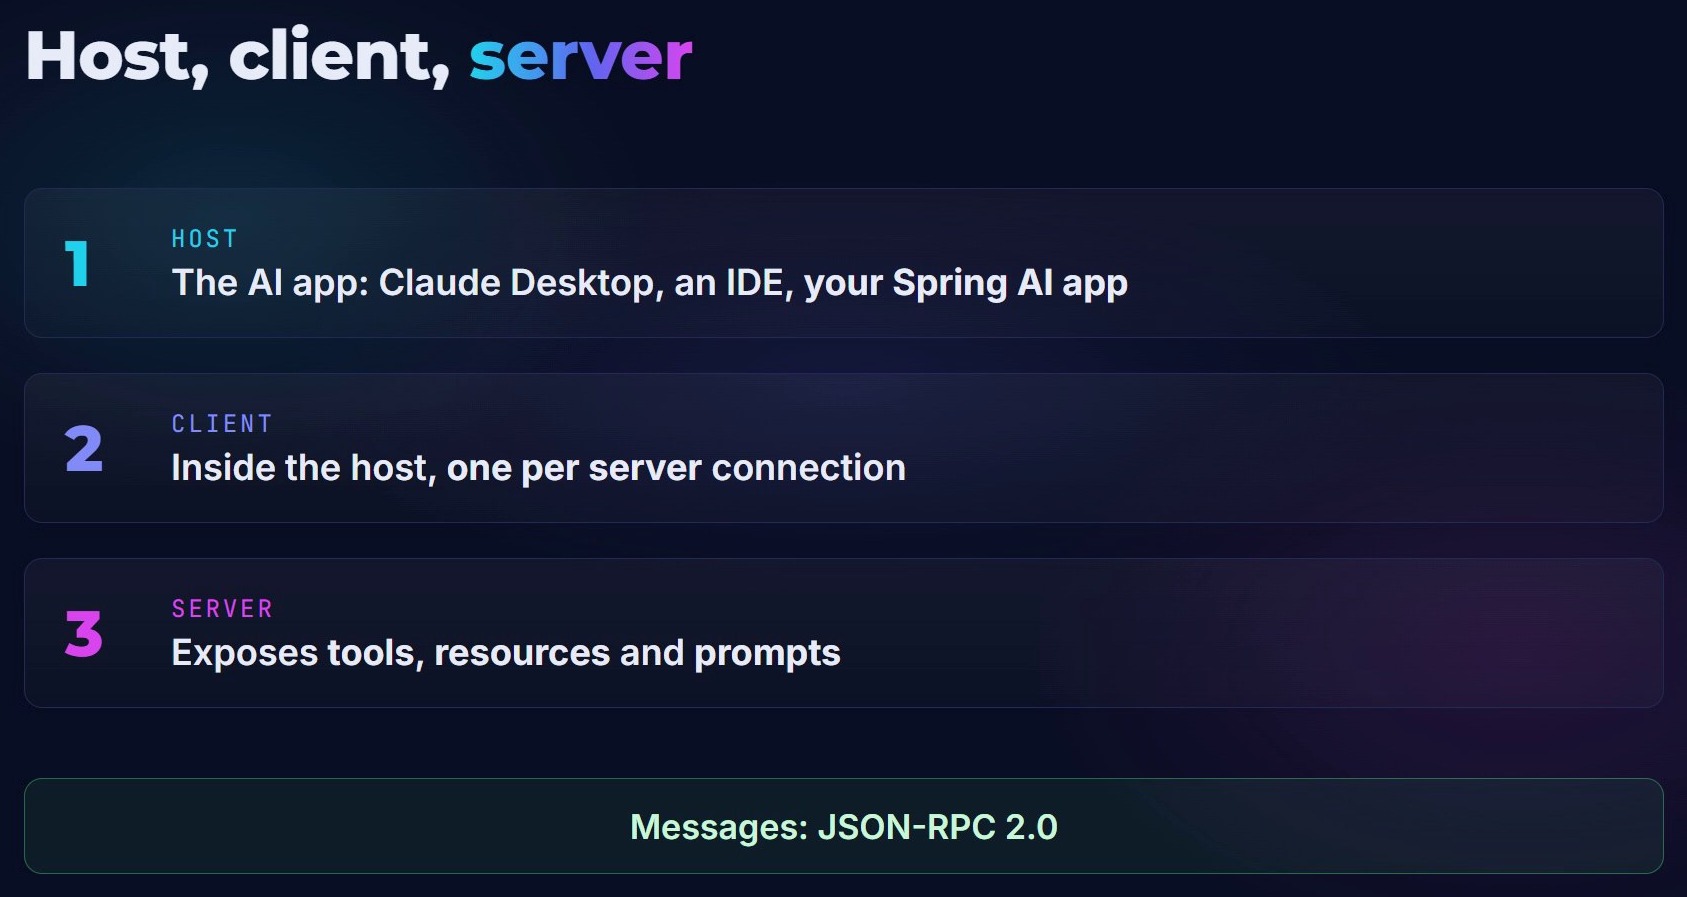 Host, client, server
1
HOST
The AI app: Claude Desktop, an IDE, your Spring AI app
2
CLIENT
Inside the host, one per server connection
3
SERVER
Exposes tools, resources and prompts
Messages: JSON-RPC 2.0